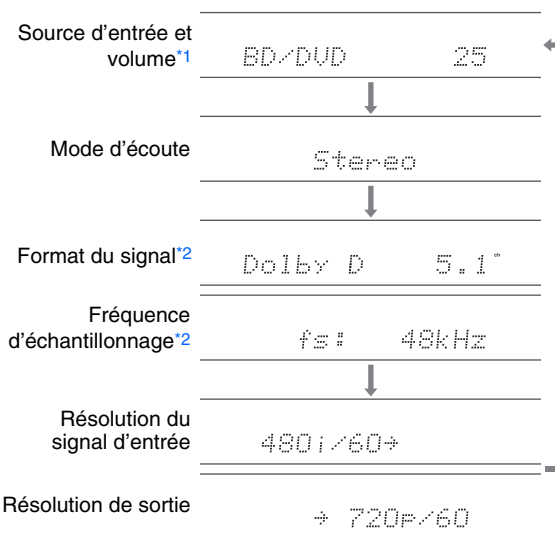 Source d'entrée et
volume*1
BD/DVD 25
Mode d'écoute
Stereo
Format du signal*2
Dolby D 5.1
Fréquence
d'échantillonnage*2
fs: 48kHz
Résolution du
signal d'entrée
480i/60→
Résolution de sortie
→ 720p/60